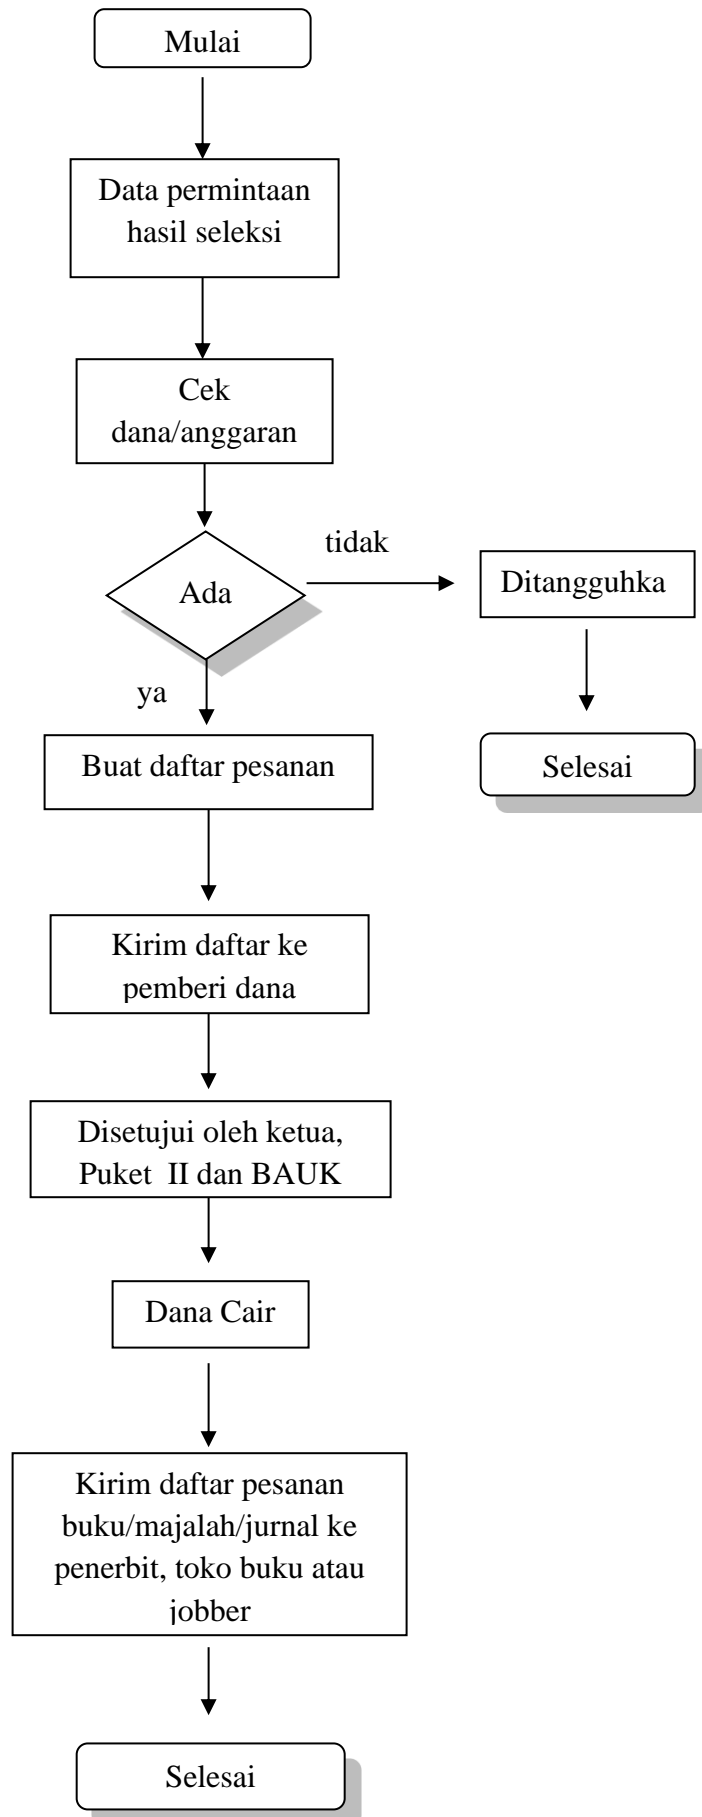 Mulai
Data permintaan
hasil seleksi
Cek
dana/anggaran
tidak
Ada
Ditangguhka
ya
Buat daftar pesanan
Selesai
Kirim daftar ke
pemberi dana
Disetujui oleh ketua,
Puket II dan BAUK
Dana Cair
Kirim daftar pesanan
buku/majalah/jurnal ke
penerbit, toko buku atau
jobber
Selesai